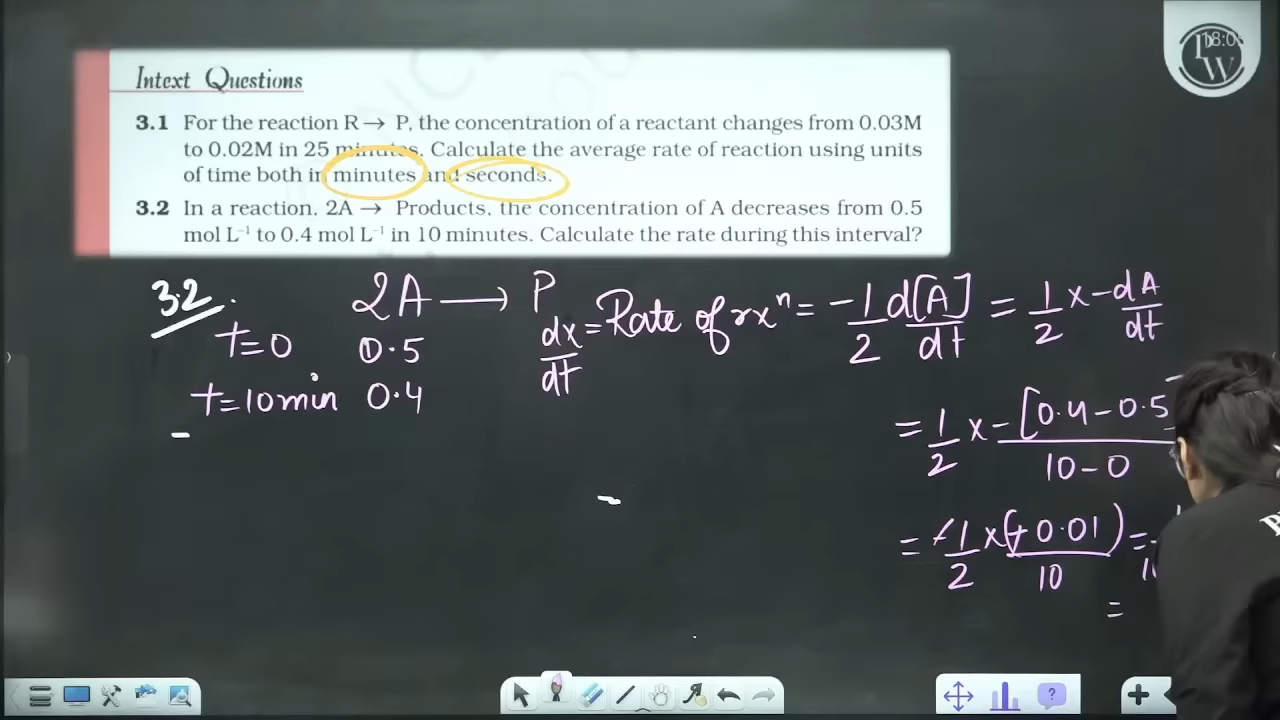 Intext Questions
3.1 For the reaction R → P, the concentration of a reactant changes from 0.03M
to 0.02M in 25 minutes. Calculate the average rate of reaction using units
of time both in minutes and seconds.
3.2 In a reaction, 2A → Products, the concentration of A decreases from 0.5
mol L⁻¹ to 0.4 mol L⁻¹ in 10 minutes. Calculate the rate during this interval?
3.2.
2A → P
t=0 0.5
t=10min 0.4
dx/dt = Rate of rxⁿ = -1/2 d[A]/dt = 1/2 x -dA/dt
= 1/2 x -[0.4-0.5]/10-0
= -1/2 x (-0.01)/10 =
=
W